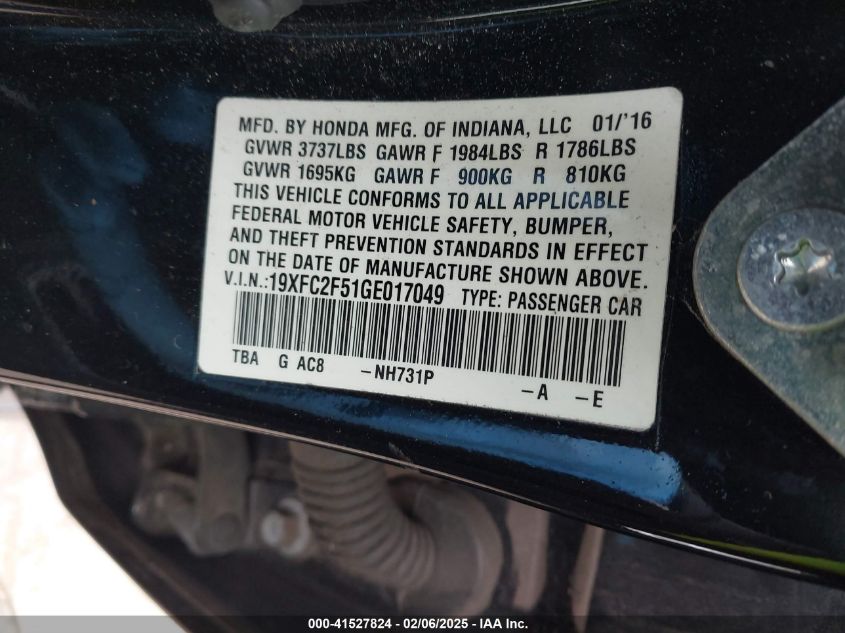 MFD. BY HONDA MFG. OF INDIANA, LLC 01/'16
GVWR 3737LBS GAWR F 1984LBS R 1786LBS
GVWR 1695KG GAWR F 900KG R 810KG
THIS VEHICLE CONFORMS TO ALL APPLICABLE
FEDERAL MOTOR VEHICLE SAFETY, BUMPER,
AND THEFT PREVENTION STANDARDS IN EFFECT
ON THE DATE OF MANUFACTURE SHOWN ABOVE.
V.I.N.:19XFC2F51GE017049 TYPE: PASSENGER CAR
TBA G AC8 -NH731P -A -E
000-41527824 - 02/06/2025 - IAA Inc.